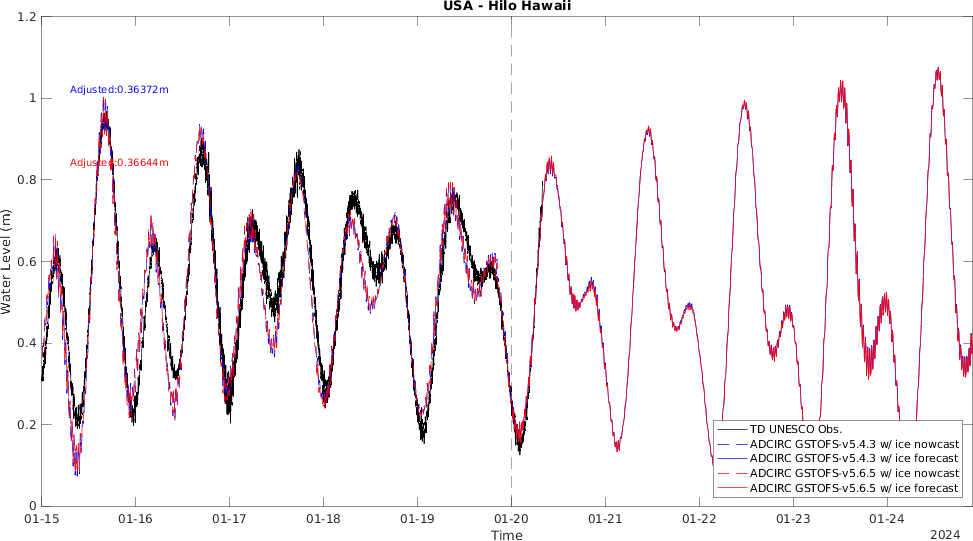 USA - Hilo Hawaii
Adjusted:0.36372m
Adjusted:0.36644m
Water Level (m)
1.2
1
0.8
0.6
0.4
0.2
0
TD UNESCO Obs.
ADCIRC GSTOFS-v5.4.3 w/ ice nowcast
ADCIRC GSTOFS-v5.4.3 w/ ice forecast
ADCIRC GSTOFS-v5.6.5 w/ ice nowcast
ADCIRC GSTOFS-v5.6.5 w/ ice forecast
01-15 01-16 01-17 01-18 01-19 01-20 01-21 01-22 01-23 01-24
Time
2024